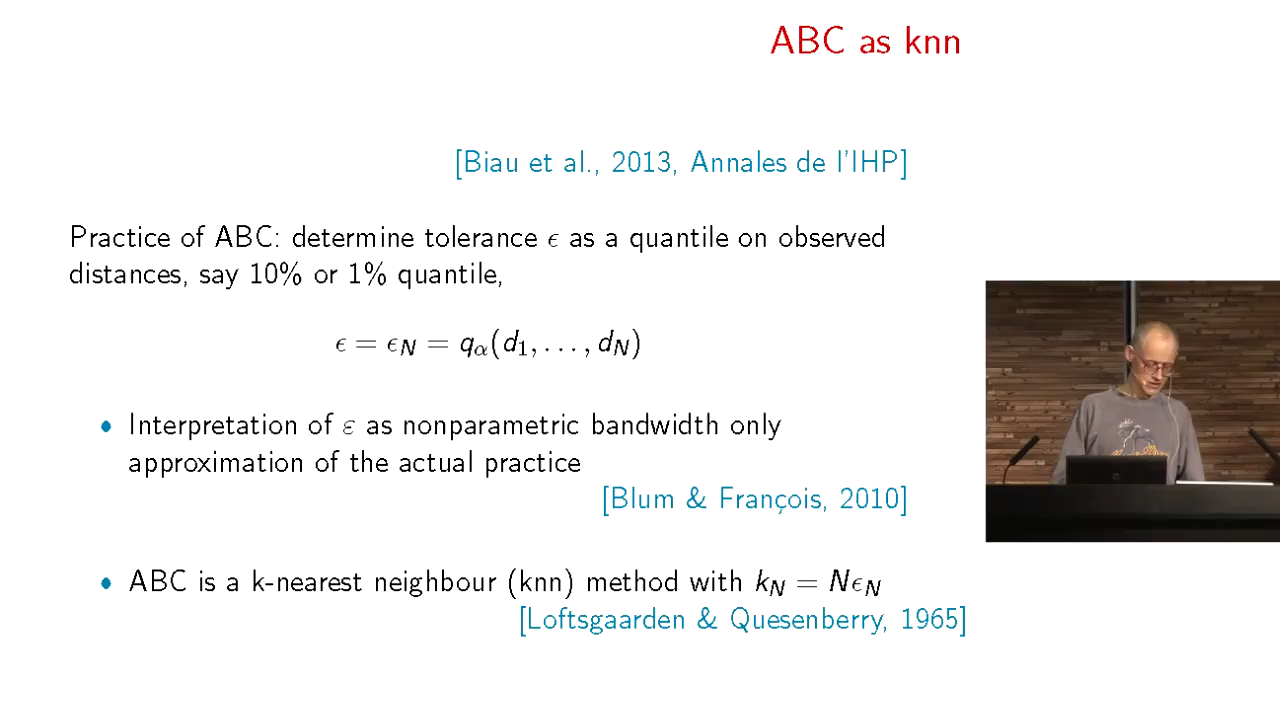 ABC as knn
[Biau et al., 2013, Annales de l'IHP]
Practice of ABC: determine tolerance ϵ as a quantile on observed
distances, say 10% or 1% quantile,
ϵ = ϵ_N = q_α(d_1, . . . , d_N)
• Interpretation of ε as nonparametric bandwidth only
approximation of the actual practice
[Blum & François, 2010]
• ABC is a k-nearest neighbour (knn) method with k_N = Nϵ_N
[Loftsgaarden & Quesenberry, 1965]